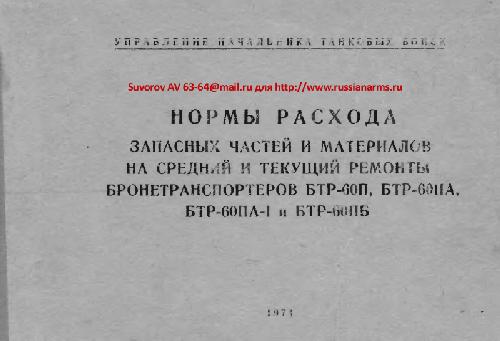 УПРАВЛЕНИЕ НАЧАЛЬНИКА ТАНКОВЫХ ВОЙСК
Suvorov AV 63-64@mail.ru для http://www.russianarms.ru
НОРМЫ РАСХОДА
ЗАПАСНЫХ ЧАСТЕЙ И МАТЕРИАЛОВ
НА СРЕДНИЙ И ТЕКУЩИЙ РЕМОНТЫ
БРОНЕТРАНСПОРТЕРОВ БТР-60П, БТР-60ПА,
БТР-60ПА-1 и БТР-60ПБ